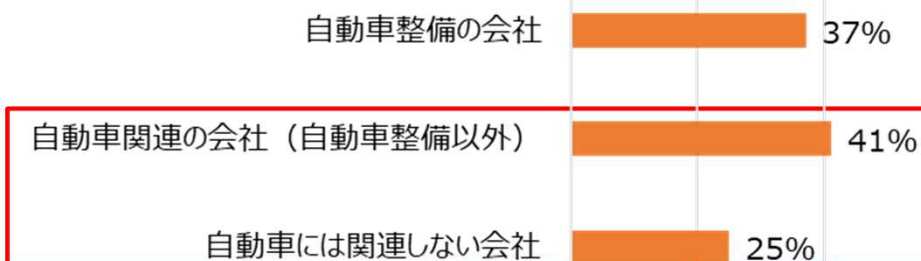 自動車整備の会社 37%
自動車関連の会社（自動車整備以外） 41%
自動車には関連しない会社 25%